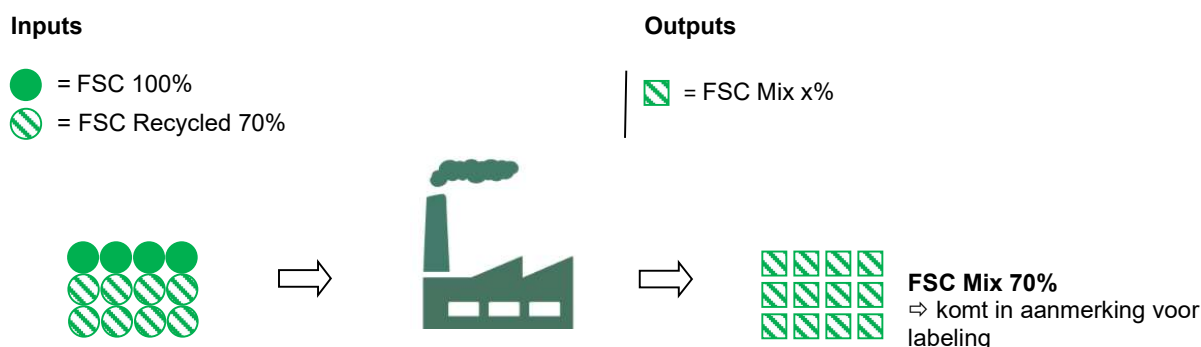 Inputs
Outputs
= FSC 100%
= FSC Recycled 70%
= FSC Mix x%
FSC Mix 70%
⇨ komt in aanmerking voor
labeling